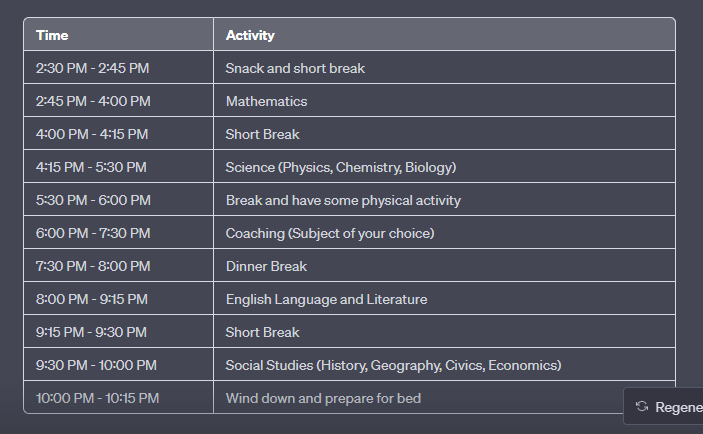 Time Activity
2:30 PM - 2:45 PM Snack and short break
2:45 PM - 4:00 PM Mathematics
4:00 PM - 4:15 PM Short Break
4:15 PM - 5:30 PM Science (Physics, Chemistry, Biology)
5:30 PM - 6:00 PM Break and have some physical activity
6:00 PM - 7:30 PM Coaching (Subject of your choice)
7:30 PM - 8:00 PM Dinner Break
8:00 PM - 9:15 PM English Language and Literature
9:15 PM - 9:30 PM Short Break
9:30 PM - 10:00 PM Social Studies (History, Geography, Civics, Economics)
10:00 PM - 10:15 PM Wind down and prepare for bed
Regene